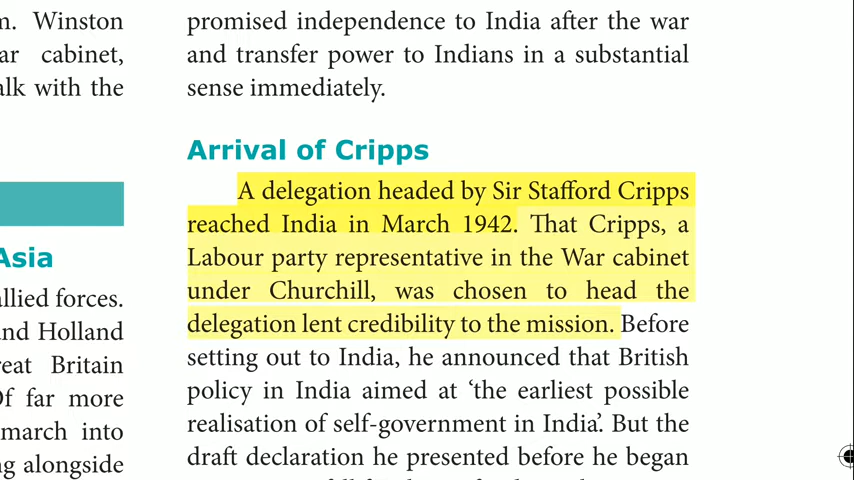 m. Winston
ar cabinet,
alk with the
Asia
allied forces.
and Holland
reat Britain
Of far more
march into
ng alongside
promised independence to India after the war
and transfer power to Indians in a substantial
sense immediately.
Arrival of Cripps
A delegation headed by Sir Stafford Cripps
reached India in March 1942. That Cripps, a
Labour party representative in the War cabinet
under Churchill, was chosen to head the
delegation lent credibility to the mission. Before
setting out to India, he announced that British
policy in India aimed at ‘the earliest possible
realisation of self-government in India’. But the
draft declaration he presented before he began